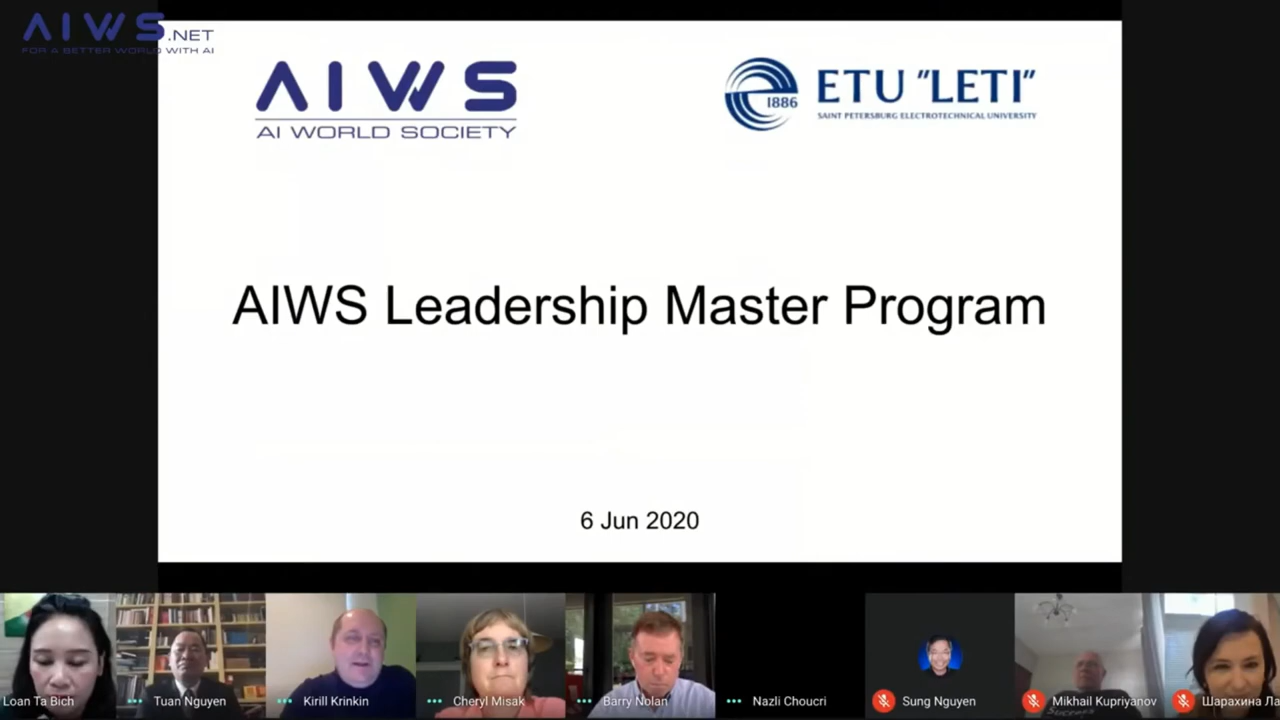 AIWS.NET
FOR A BETTER WORLD WITH AI
AIWS
AI WORLD SOCIETY
1886
ETU "LETI"
SAINT PETERSBURG ELECTROTECHNICAL UNIVERSITY
AIWS Leadership Master Program
6 Jun 2020
Loan Ta Bich
Tuan Nguyen
Kirill Krinkin
Cheryl Misak
Barry Nolan
Nazli Choucri
Sung Nguyen
Mikhail Kupriyanov
Шарахина Ла